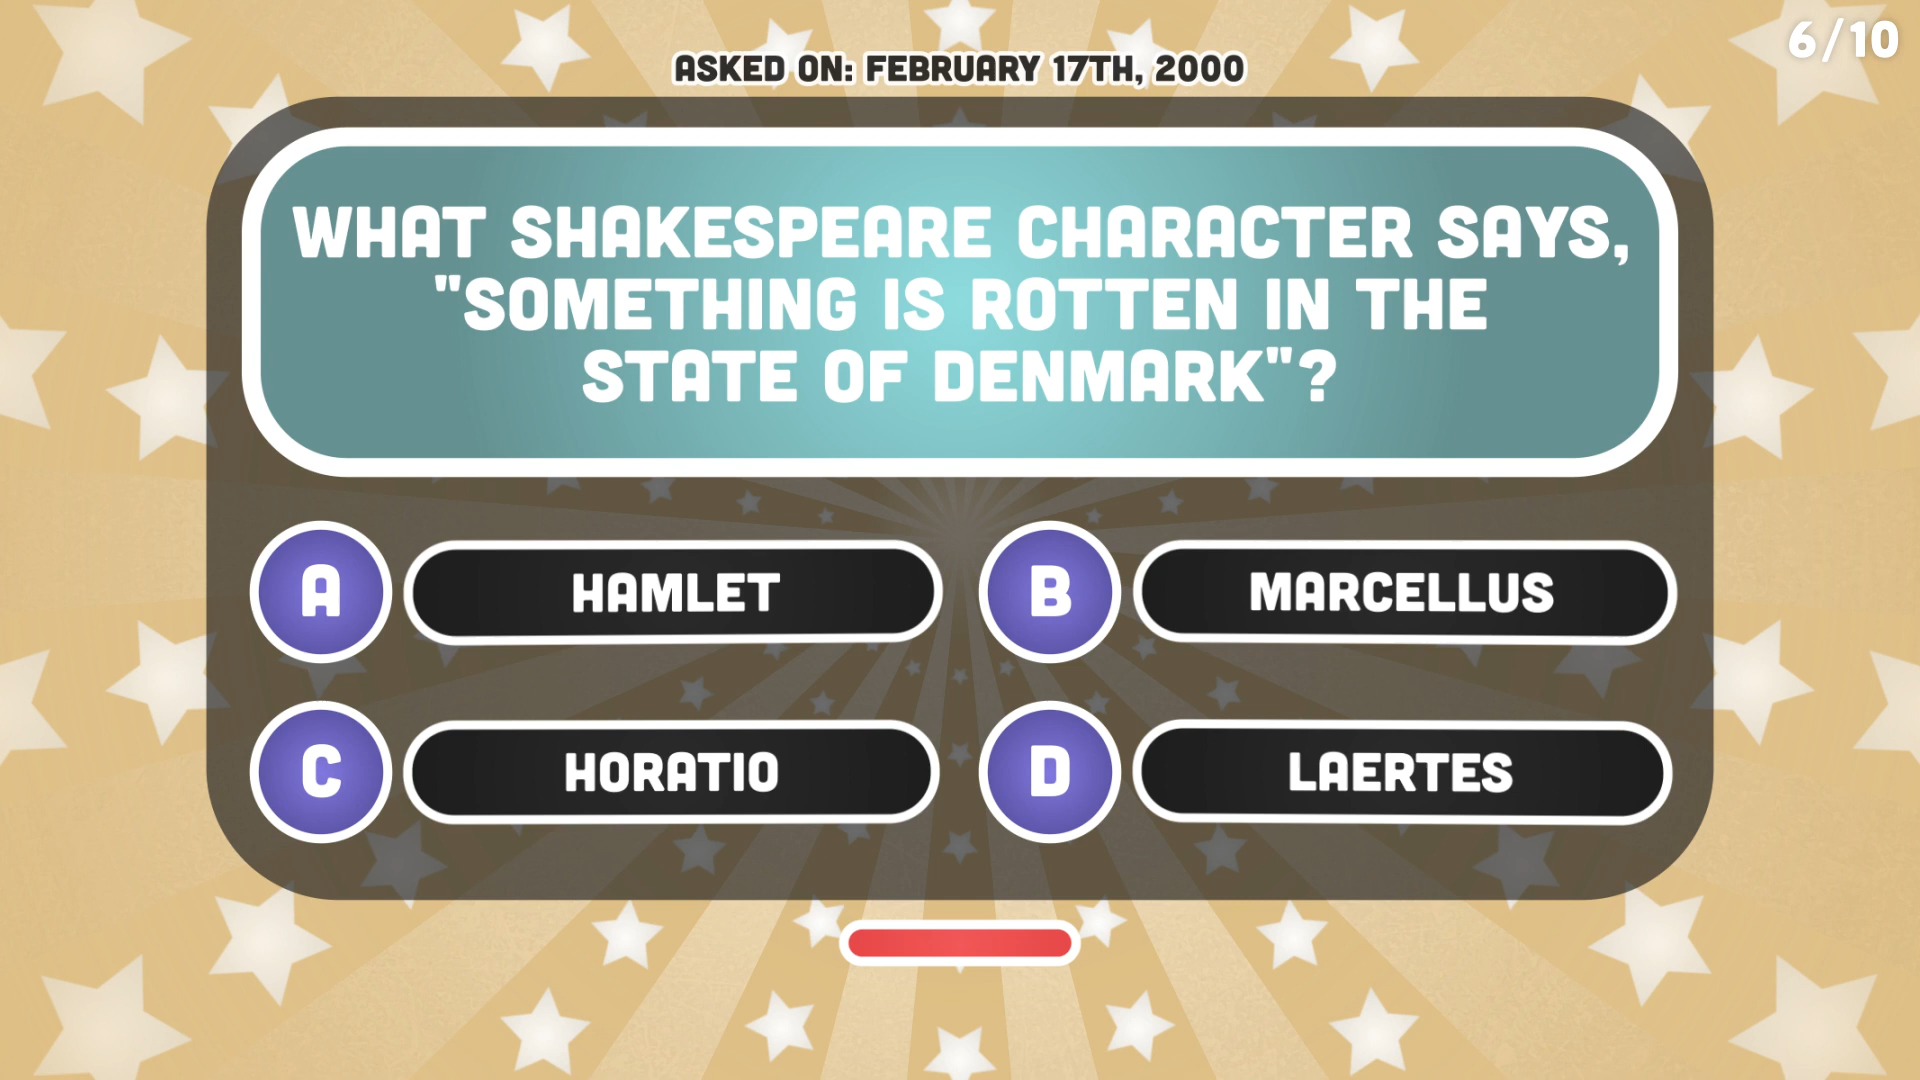 6/10
ASKED ON: FEBRUARY 17TH, 2000
WHAT SHAKESPEARE CHARACTER SAYS,
"SOMETHING IS ROTTEN IN THE
STATE OF DENMARK"?
A HAMLET
B MARCELLUS
C HORATIO
D LAERTES